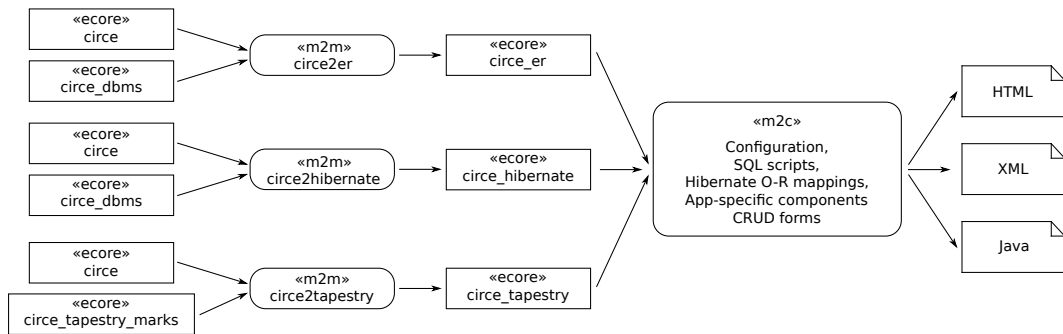 «ecore»
circe
«ecore»
circe_dbms
«m2m»
circe2er
«ecore»
circe_er
«ecore»
circe
«ecore»
circe_dbms
«m2m»
circe2hibernate
«ecore»
circe_hibernate
«ecore»
circe
«ecore»
circe_tapestry_marks
«m2m»
circe2tapestry
«ecore»
circe_tapestry
«m2c»
Configuration,
SQL scripts,
Hibernate O-R mappings,
App-specific components
CRUD forms
HTML
XML
Java